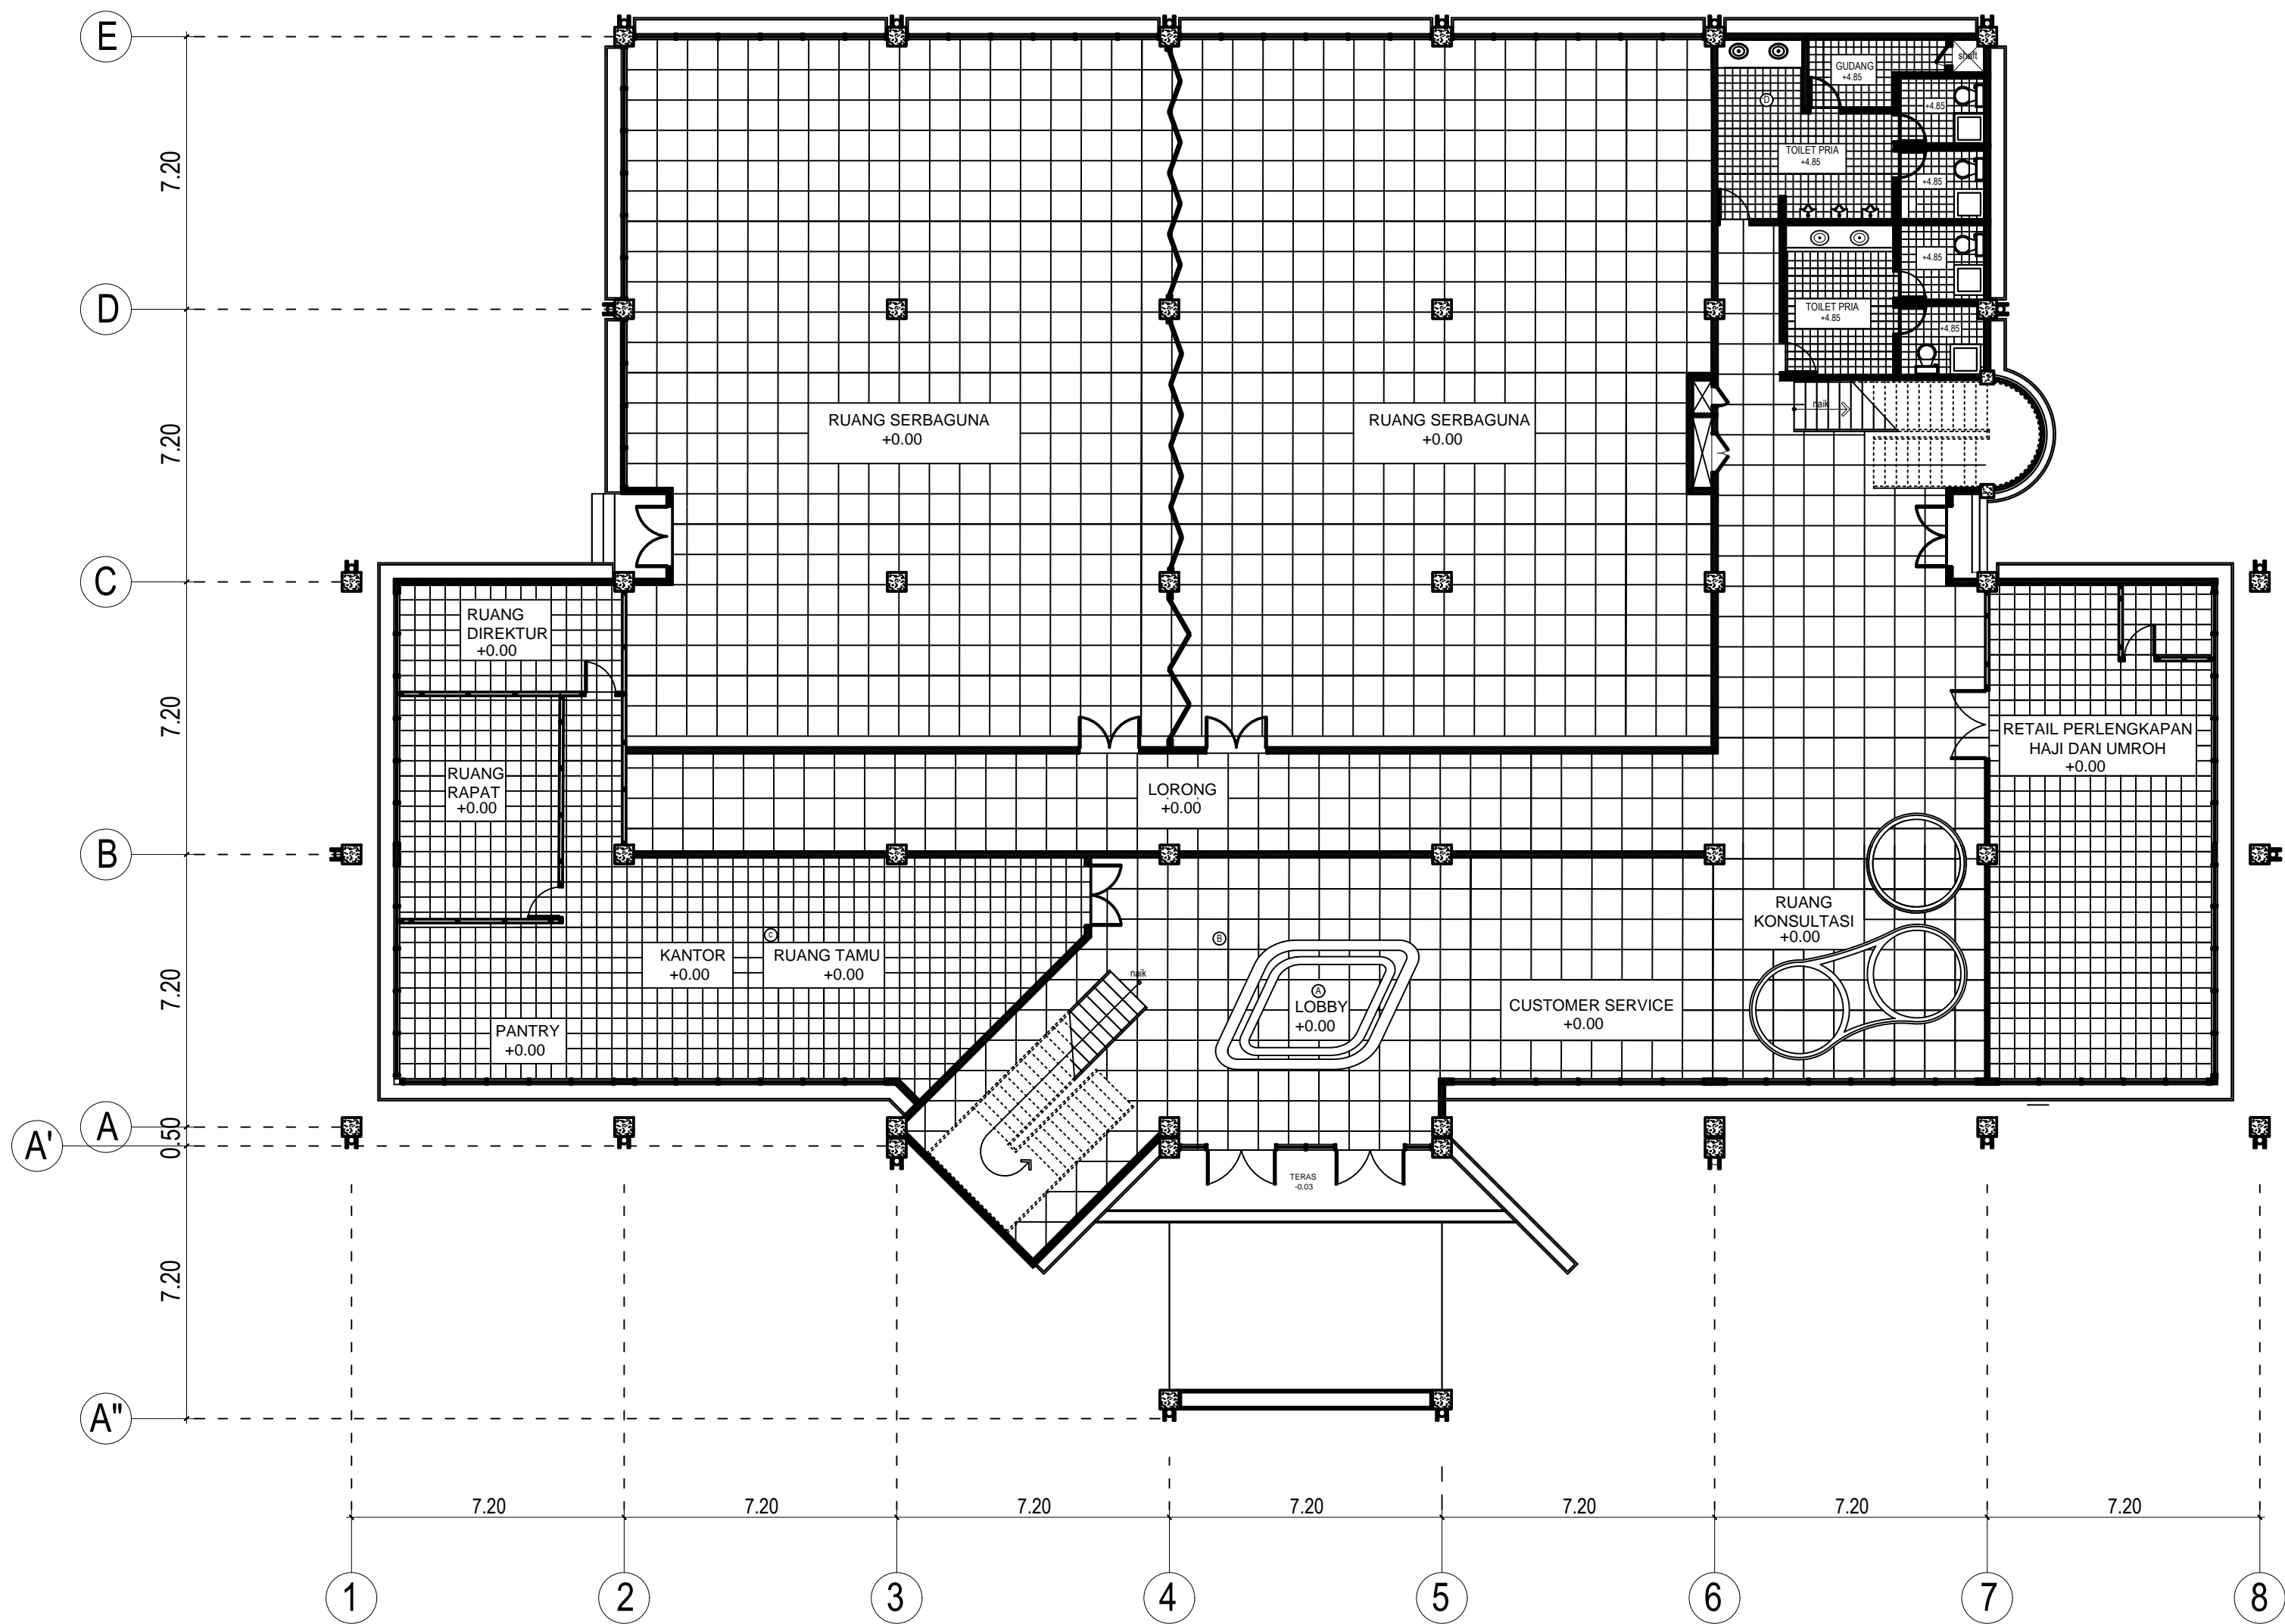 E
shaft
GUDANG
+4.85
+4.85
D
TOILET PRIA
+4.85
+4.85
7.20
+4.85
D
TOILET PRIA
+4.85
+4.85
naik
RUANG SERBAGUNA
+0.00
RUANG SERBAGUNA
+0.00
7.20
C
RUANG
DIREKTUR
+0.00
7.20
RETAIL PERLENGKAPAN
HAJI DAN UMROH
+0.00
RUANG
RAPAT
+0.00
LORONG
+0.00
B
RUANG
KONSULTASI
+0.00
C
B
KANTOR
+0.00
RUANG TAMU
+0.00
naik
7.20
A
LOBBY
+0.00
CUSTOMER SERVICE
+0.00
PANTRY
+0.00
A
0.50
A'
TERAS
-0.03
7.20
A"
7.20
7.20
7.20
7.20
7.20
7.20
7.20
1
2
3
4
5
6
7
8